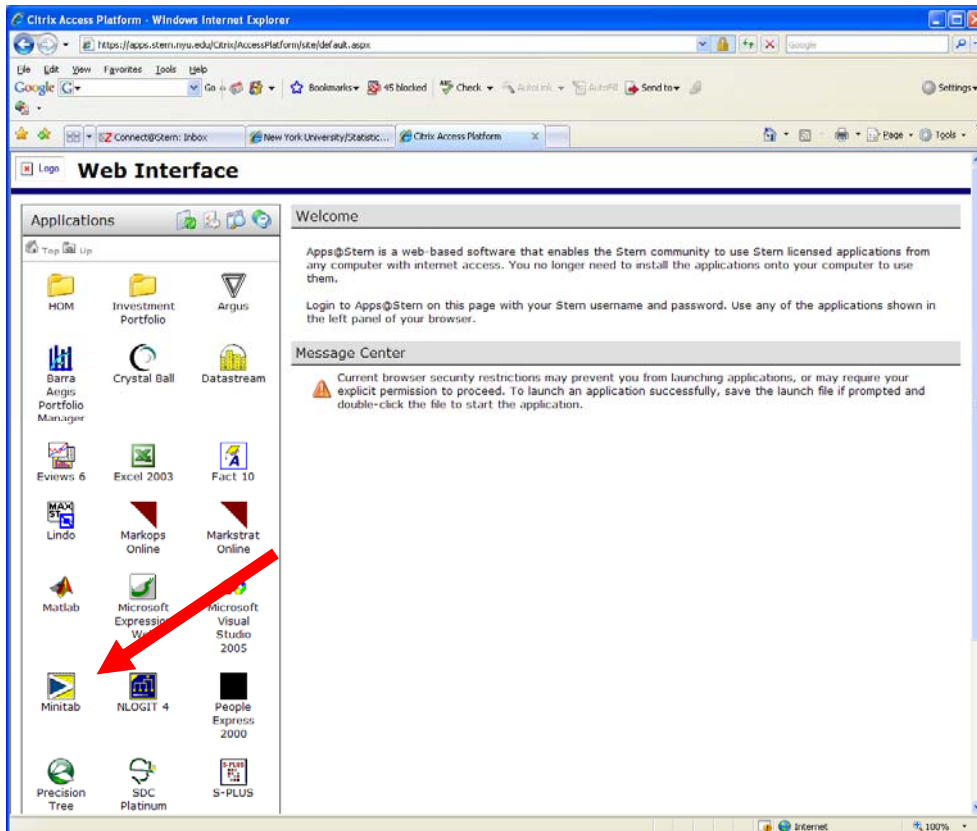 Citrix Access Platform - Windows Internet Explorer
https://apps.stern.nyu.edu/Citrix/AccessPlatform/site/default.aspx
Google
File Edit View Favorites Tools Help
Google G Go Bookmarks 45 blocked Check AutoLink AutoFill Send to Settings
Connect@Stern: Inbox New York University/Statistic... Citrix Access Platform X Page Tools
Logo Web Interface
Applications
Top Up
HOM
Investment
Portfolio
Argus
Barra
Aegis
Portfolio
Manager
Crystal Ball
Datastream
Eviews 6
Excel 2003
Fact 10
MAX
ST
Lindo
Markops
Online
Markstrat
Online
Matlab
Microsoft
Expression
Microsoft
Visual
Studio
2005
Minitab
NLOGIT 4
People
Express
2000
Precision
Tree
SDC
Platinum
S-PLUS
S-PLUS
Welcome
Apps@Stern is a web-based software that enables the Stern community to use Stern licensed applications from
any computer with internet access. You no longer need to install the applications onto your computer to use
them.
Login to Apps@Stern on this page with your Stern username and password. Use any of the applications shown in
the left panel of your browser.
Message Center
Current browser security restrictions may prevent you from launching applications, or may require your
explicit permission to proceed. To launch an application successfully, save the launch file if prompted and
double-click the file to start the application.
Internet 100%